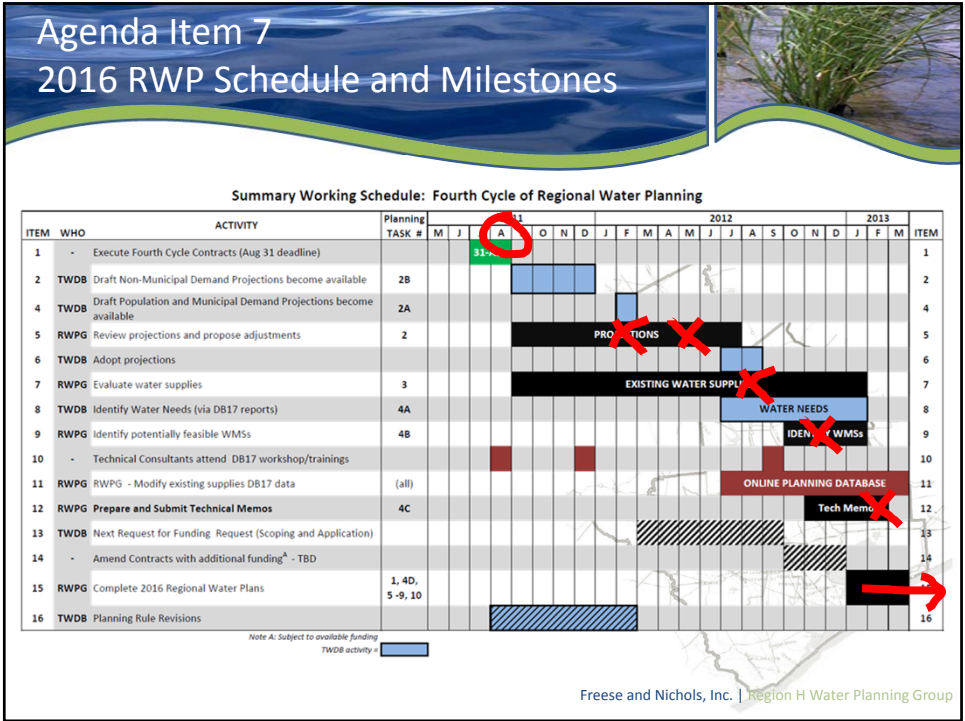 Agenda Item 7
2016 RWP Schedule and Milestones
Summary Working Schedule: Fourth Cycle of Regional Water Planning
ITEM WHO ACTIVITY Planning TASK # 2012 2013 ITEM
M J A O N D J F M A M J J A S O N D J F M
1 - Execute Fourth Cycle Contracts (Aug 31 deadline) 1
2 TWDB Draft Non-Municipal Demand Projections become available 2B 2
4 TWDB Draft Population and Municipal Demand Projections become
available 2A 4
5 RWPG Review projections and propose adjustments 2 5
6 TWDB Adopt projections 6
7 RWPG Evaluate water supplies 3 EXISTING WATER 7
8 TWDB Identify Water Needs (via DB17 reports) 4A WATER NEEDS 8
9 RWPG Identify potentially feasible WMSs 4B WMSs 9
10 - Technical Consultants attend DB17 workshop/trainings 10
11 RWPG RWPG - Modify existing supplies DB17 data (all) ONLINE PLANNING DATABASE 11
12 RWPG Prepare and Submit Technical Memos 4C Tech 12
13 TWDB Next Request for Funding Request (Scoping and Application) 13
14 - Amend Contracts with additional funding^A - TBD 14
15 RWPG Complete 2016 Regional Water Plans 1, 4D,
5 -9, 10
16 TWDB Planning Rule Revisions 16
Note A: Subject to available funding
TWDB activity =
Freese and Nichols, Inc. | Region H Water Planning Group